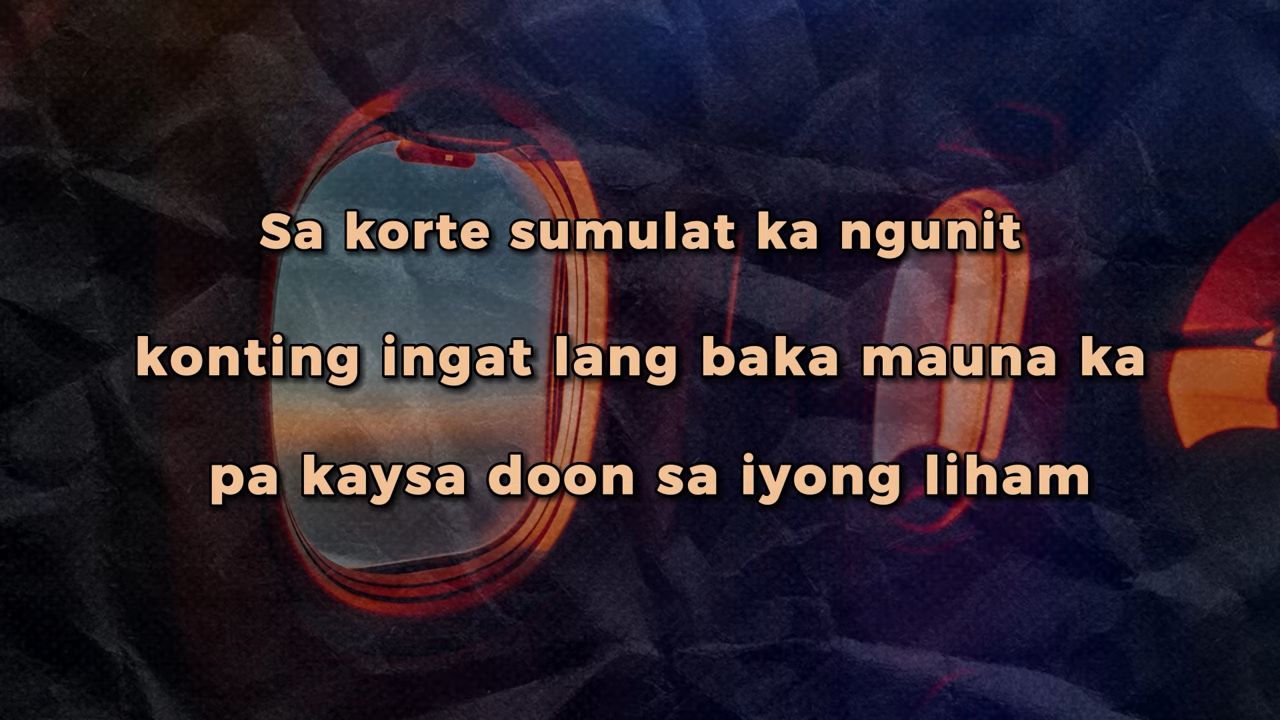 Sa korte sumulat ka ngunit
konting ingat lang baka mauna ka
pa kaysa doon sa iyong liham